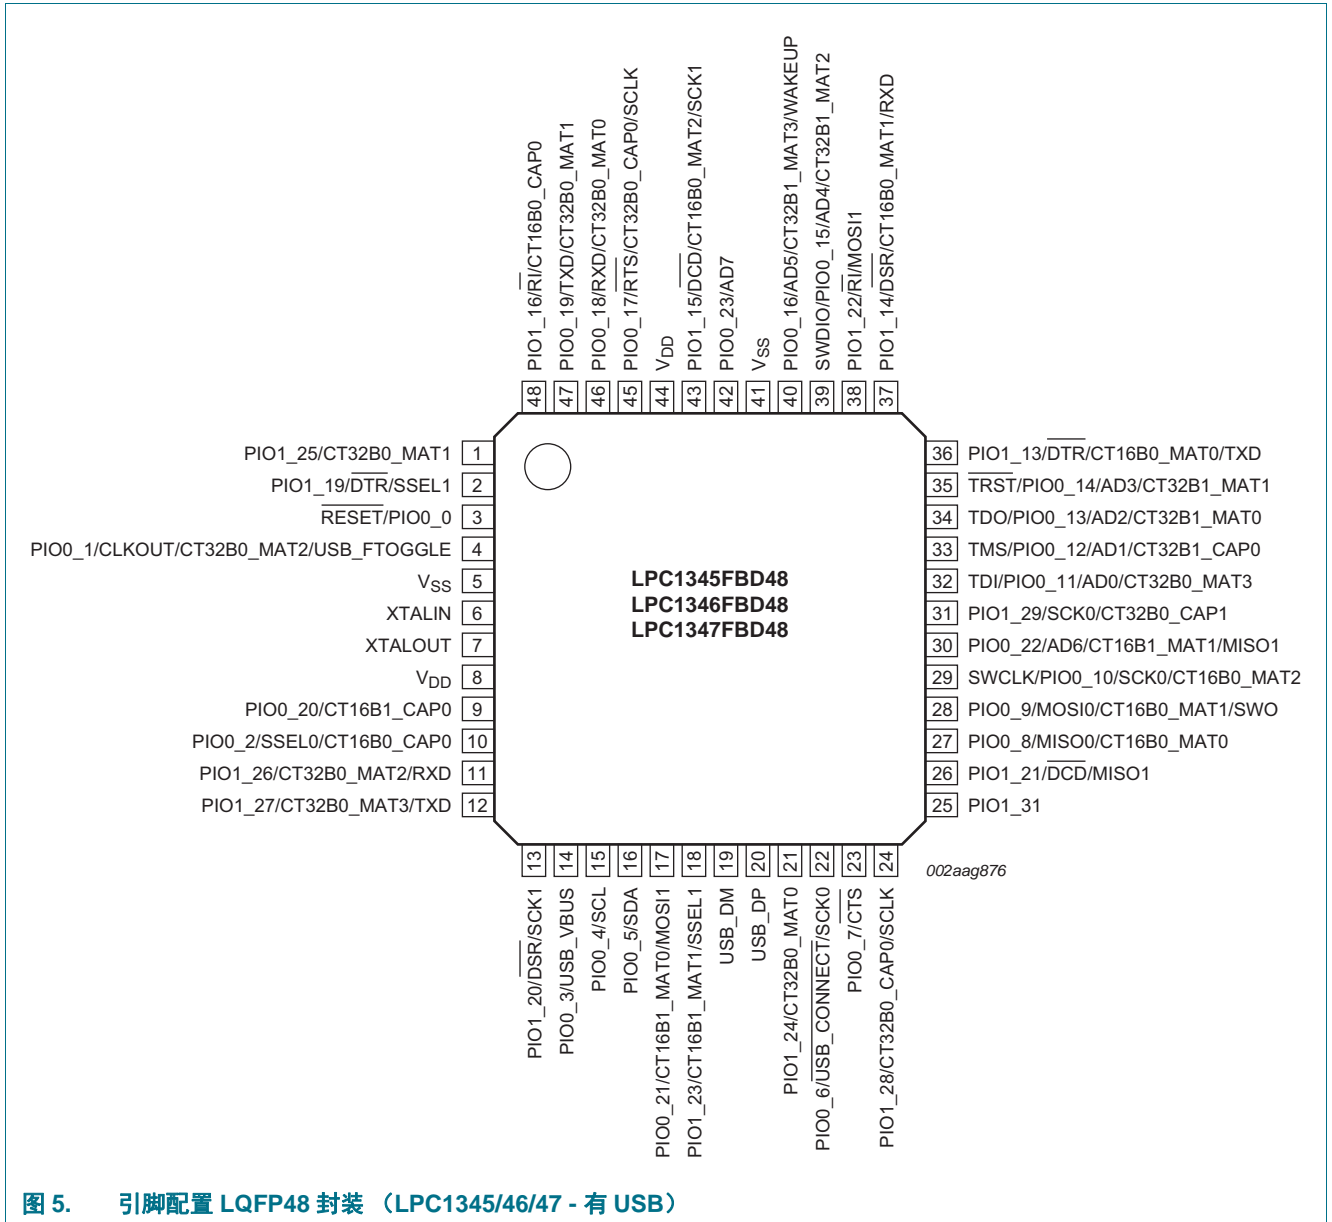 48 PIO1_16/RI/CT16B0_CAP0
47 PIO0_19/TXD/CT32B0_MAT1
46 PIO0_18/RXD/CT32B0_MAT0
45 PIO0_17/RTS/CT32B0_CAP0/SCLK
44 VDD
43 PIO1_15/DCD/CT16B0_MAT2/SCK1
42 PIO0_23/AD7
41 VSS
40 PIO0_16/AD5/CT32B1_MAT3/WAKEUP
39 SWDIO/PIO0_15/AD4/CT32B1_MAT2
38 PIO1_22/RI/MOSI1
37 PIO1_14/DSR/CT16B0_MAT1/RXD
PIO1_25/CT32B0_MAT1 1
PIO1_19/DTR/SSEL1 2
RESET/PIO0_0 3
PIO0_1/CLKOUT/CT32B0_MAT2/USB_FTOGGLE 4
VSS 5
XTALIN 6
XTALOUT 7
VDD 8
PIO0_20/CT16B1_CAP0 9
PIO0_2/SSEL0/CT16B0_CAP0 10
PIO1_26/CT32B0_MAT2/RXD 11
PIO1_27/CT32B0_MAT3/TXD 12
LPC1345FBD48
LPC1346FBD48
LPC1347FBD48
36 PIO1_13/DTR/CT16B0_MAT0/TXD
35 TRST/PIO0_14/AD3/CT32B1_MAT1
34 TDO/PIO0_13/AD2/CT32B1_MAT0
33 TMS/PIO0_12/AD1/CT32B1_CAP0
32 TDI/PIO0_11/AD0/CT32B0_MAT3
31 PIO1_29/SCK0/CT32B0_CAP1
30 PIO0_22/AD6/CT16B1_MAT1/MISO1
29 SWCLK/PIO0_10/SCK0/CT16B0_MAT2
28 PIO0_9/MOSI0/CT16B0_MAT1/SWO
27 PIO0_8/MISO0/CT16B0_MAT0
26 PIO1_21/DCD/MISO1
25 PIO1_31
PIO1_20/DSR/SCK1 13
PIO0_3/USB_VBUS 14
PIO0_4/SCL 15
PIO0_5/SDA 16
PIO0_21/CT16B1_MAT0/MOSI1 17
PIO1_23/CT16B1_MAT1/SSEL1 18
USB_DM 19
USB_DP 20
PIO1_24/CT32B0_MAT0 21
PIO0_6/USB_CONNECT/SCK0 22
PIO0_7/CTS 23
PIO1_28/CT32B0_CAP0/SCLK 24
002aag876
图 5. 引脚配置 LQFP48 封装 （LPC1345/46/47 - 有 USB）